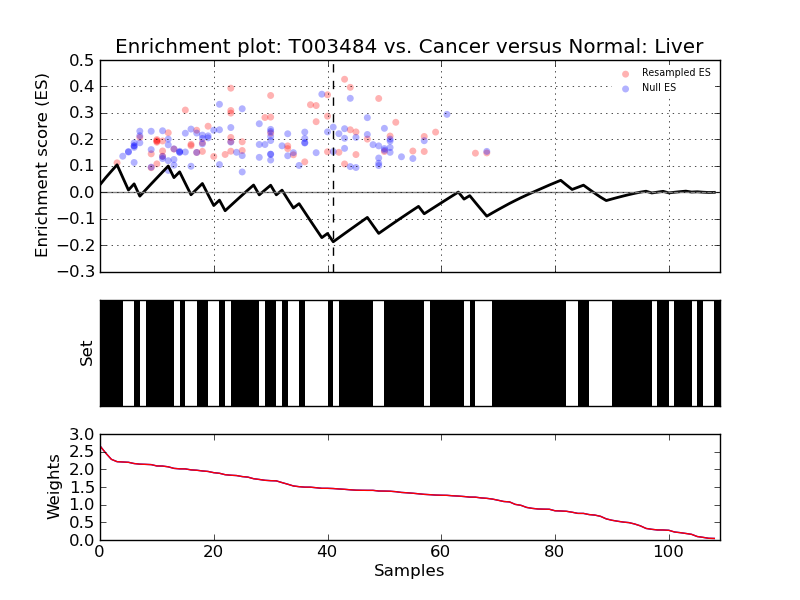 Enrichment plot: T003484 vs. Cancer versus Normal: Liver
Enrichment score (ES)
0.5
0.4
0.3
0.2
0.1
0.0
−0.1
−0.2
−0.3
Resampled ES
Null ES
Set
Weights
3.0
2.5
2.0
1.5
1.0
0.5
0.0
0 20 40 60 80 100
Samples